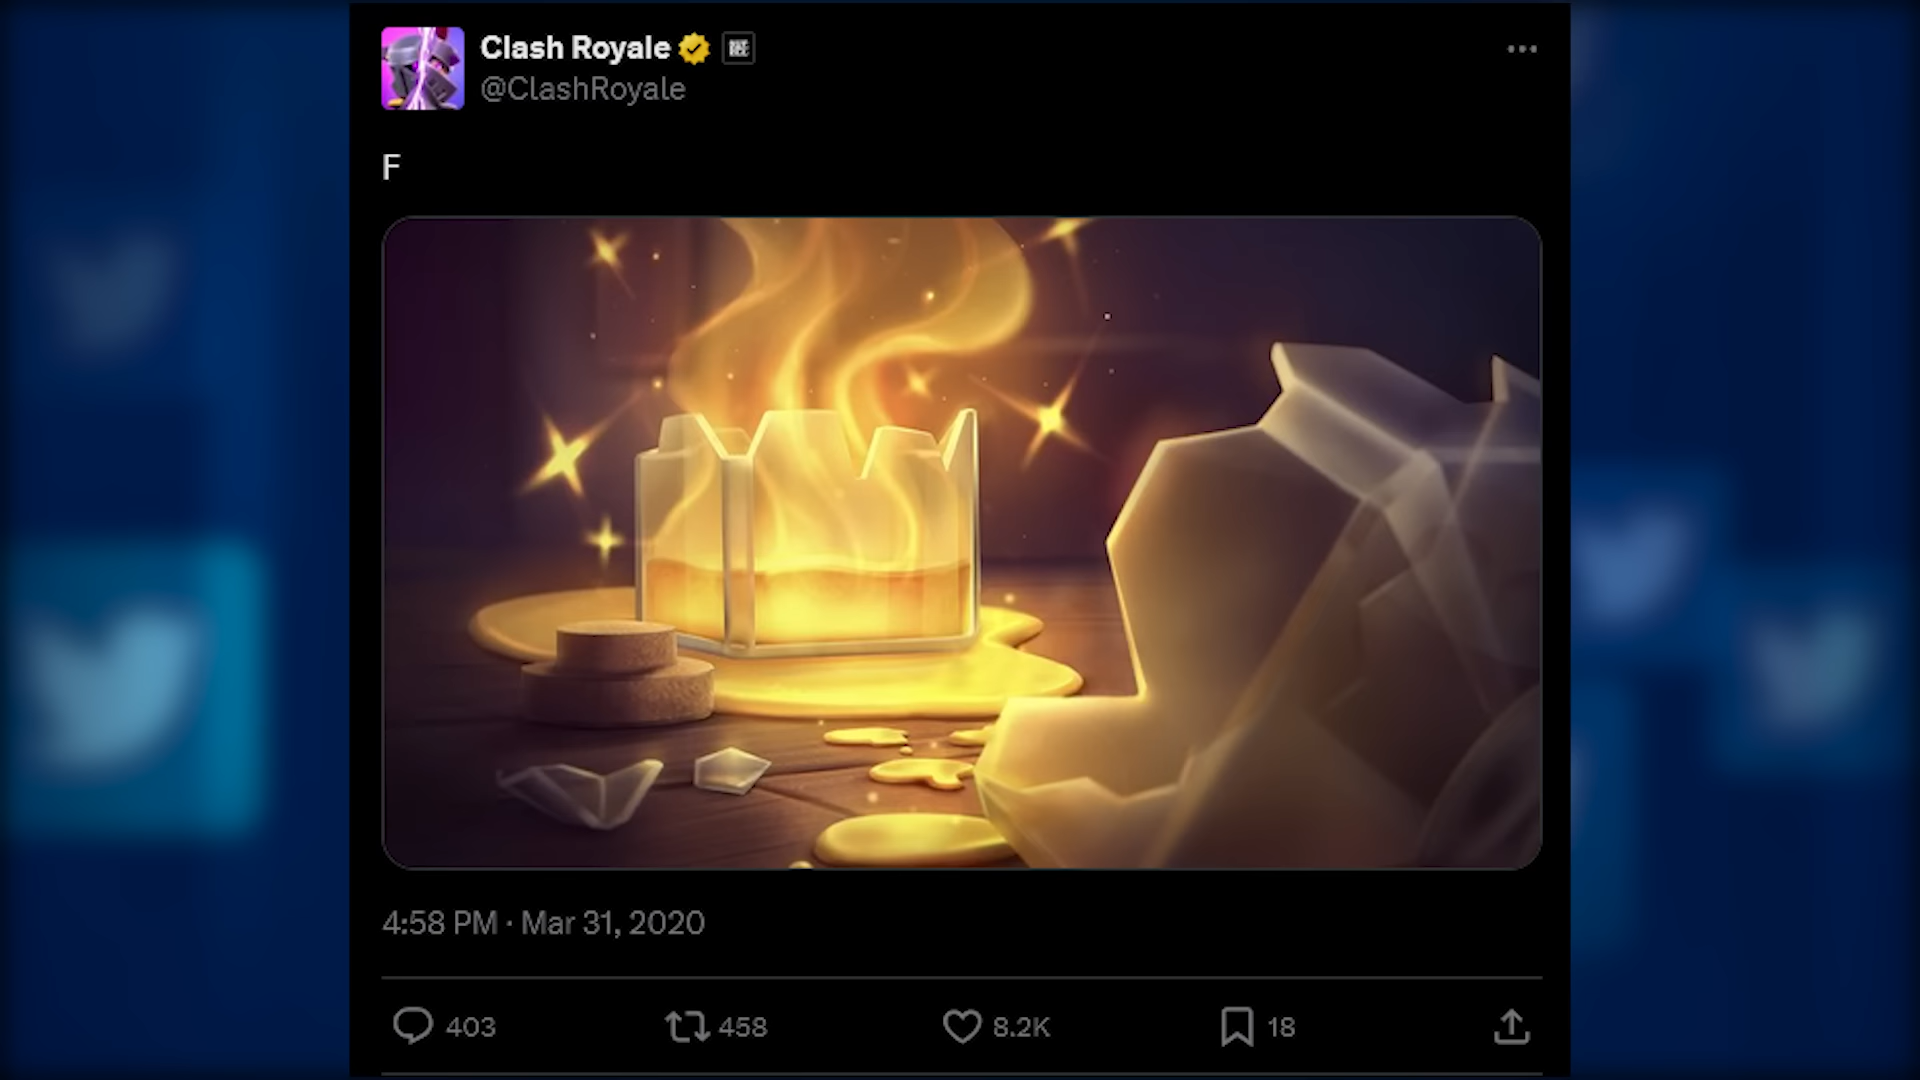 Clash Royale
@ClashRoyale
F
4:58 PM · Mar 31, 2020
403 458 8.2K 18